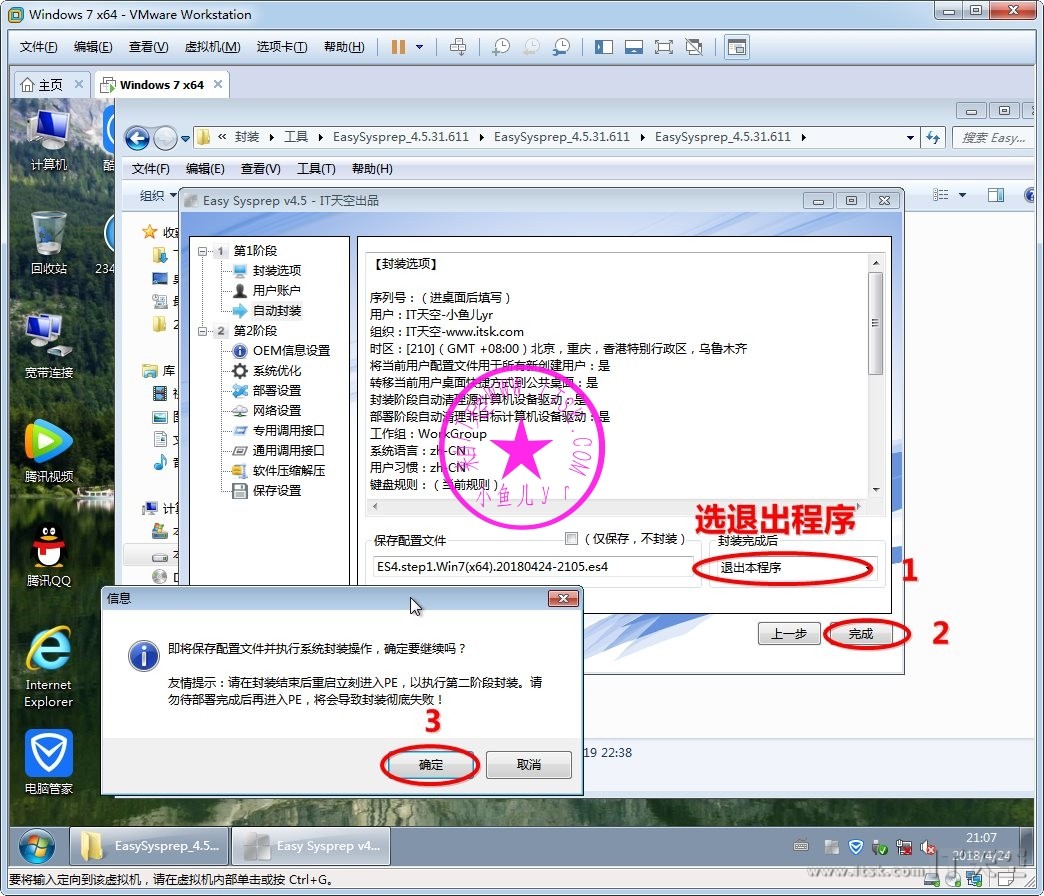 Windows 7 x64 - VMware Workstation
文件(F) 编辑(E) 查看(V) 虚拟机(M) 选项卡(T) 帮助(H)
主页 Windows 7 x64
« 封装 工具 EasySysprep_4.5.31.611 EasySysprep_4.5.31.611 EasySysprep_4.5.31.611
搜索 Easy...
文件(F) 编辑(E) 查看(V) 工具(T) 帮助(H)
组织
计算机
回收站
234
宽带连接
腾讯视频
腾讯QQ
Internet
Explorer
电脑管家
库
Easy Sysprep v4.5 - IT天空出品
1 第1阶段
封装选项
用户账户
自动封装
2 第2阶段
OEM信息设置
系统优化
部署设置
网络设置
专用调用接口
通用调用接口
软件压缩解压
保存设置
【封装选项】
序列号：（进桌面后填写）
用户：IT天空-小鱼儿yr
组织：IT天空-www.itsk.com
时区：[210]（GMT +08:00）北京，重庆，香港特别行政区，乌鲁木齐
将当前用户配置文件用于所有新创建用户：是
转移当前用户桌面快捷方式到公共桌面：是
封装阶段自动清理源计算机设备驱动：是
部署阶段自动清理非目标计算机设备驱动：是
工作组：WorkGroup
系统语言：zh-CN
用户习惯：zh-CN
键盘规则：（当前规则）
小鱼儿yr
选退出程序
保存配置文件 （仅保存，不封装） 封装完成后
ES4.step1.Win7(x64).20180424-2105.es4
退出本程序
1
上一步 完成
2
信息
即将保存配置文件并执行系统封装操作，确定要继续吗？
友情提示：请在封装结束后重启立刻进入PE，以执行第二阶段封装。请
勿待部署完成后再进入PE，将会导致封装彻底失败！
3
确定 取消
19 22:38
EasySysprep_4.5... Easy Sysprep v4...
21:07
2018/4/24
www.itsk.com
IT天空
要将输入定向到该虚拟机，请在虚拟机内部单击或按 Ctrl+G。